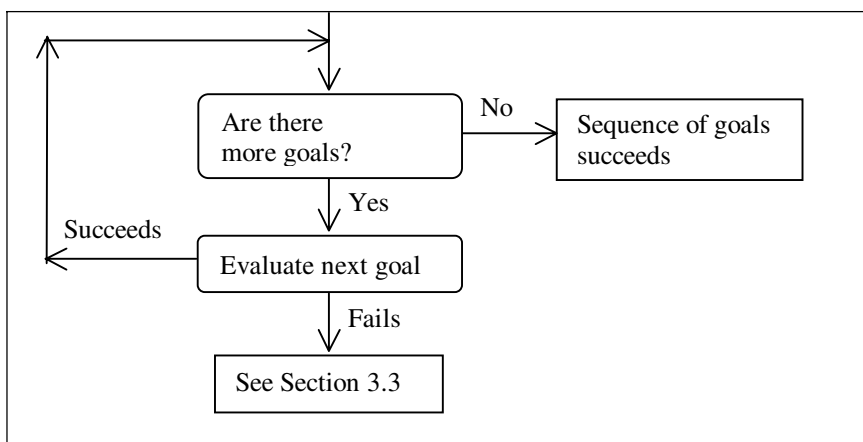 Are there
more goals?
No
Sequence of goals
succeeds
Yes
Succeeds
Evaluate next goal
Fails
See Section 3.3